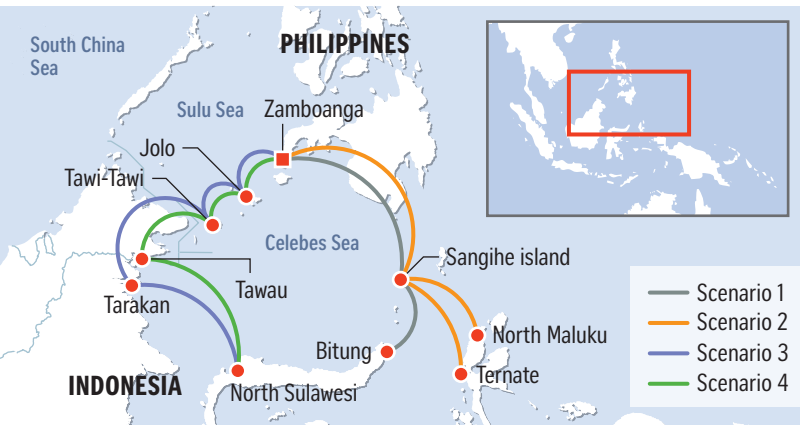 South China
Sea
PHILIPPINES
Sulu Sea
Zamboanga
Jolo
Tawi-Tawi
Celebes Sea
Sangihe island
Tawau
Tarakan
Scenario 1
Scenario 2
Scenario 3
Scenario 4
North Maluku
Bitung
Ternate
INDONESIA
North Sulawesi